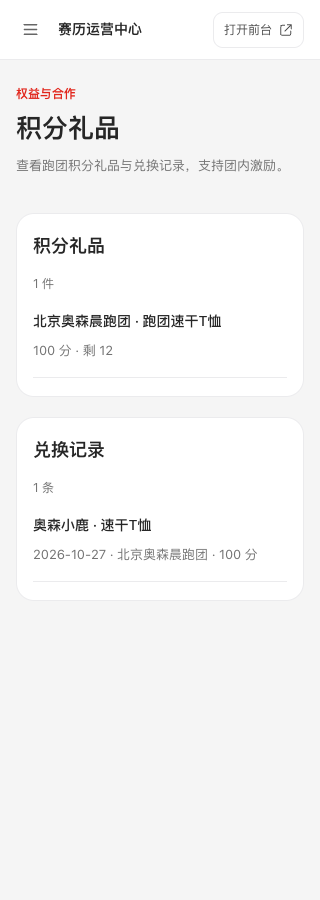 赛历运营中心
打开前台
权益与合作
积分礼品
查看跑团积分礼品与兑换记录，支持团内激励。
积分礼品
1 件
北京奥森晨跑团 · 跑团速干T恤
100 分 · 剩 12
兑换记录
1 条
奥森小鹿 · 速干T恤
2026-10-27 · 北京奥森晨跑团 · 100 分